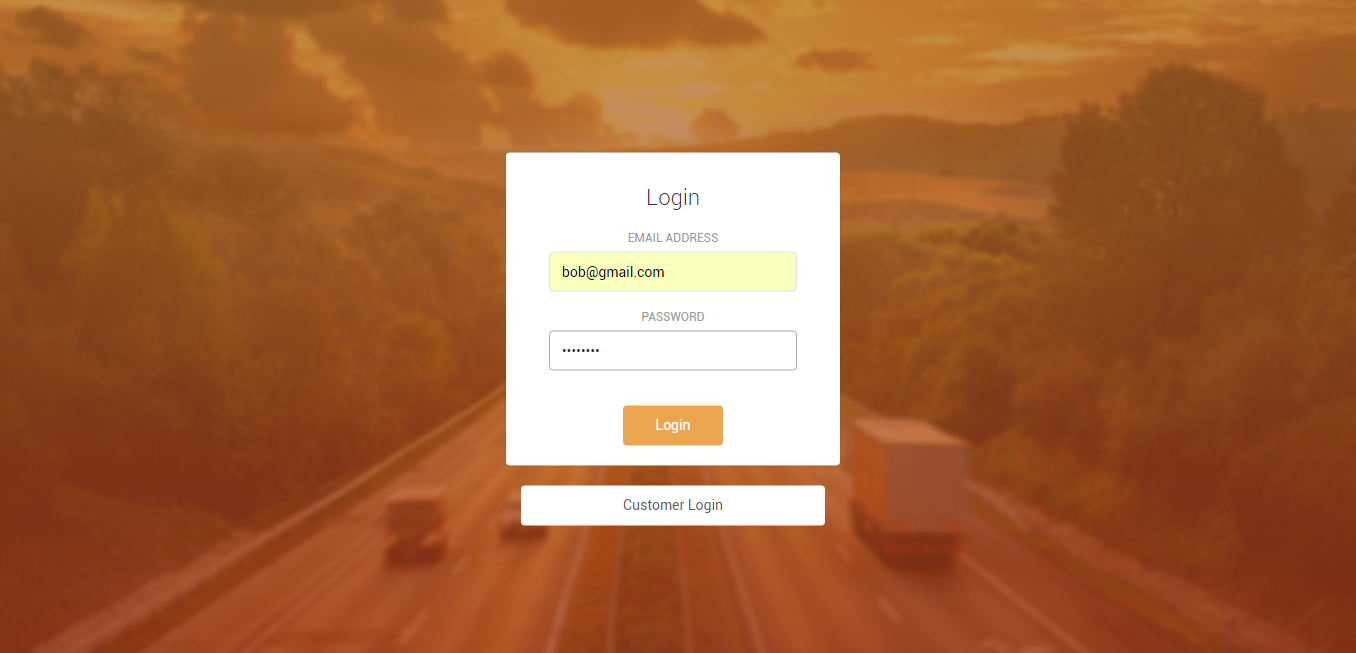 Login
EMAIL ADDRESS
bob@gmail.com
PASSWORD
••••••••
Login
Customer Login